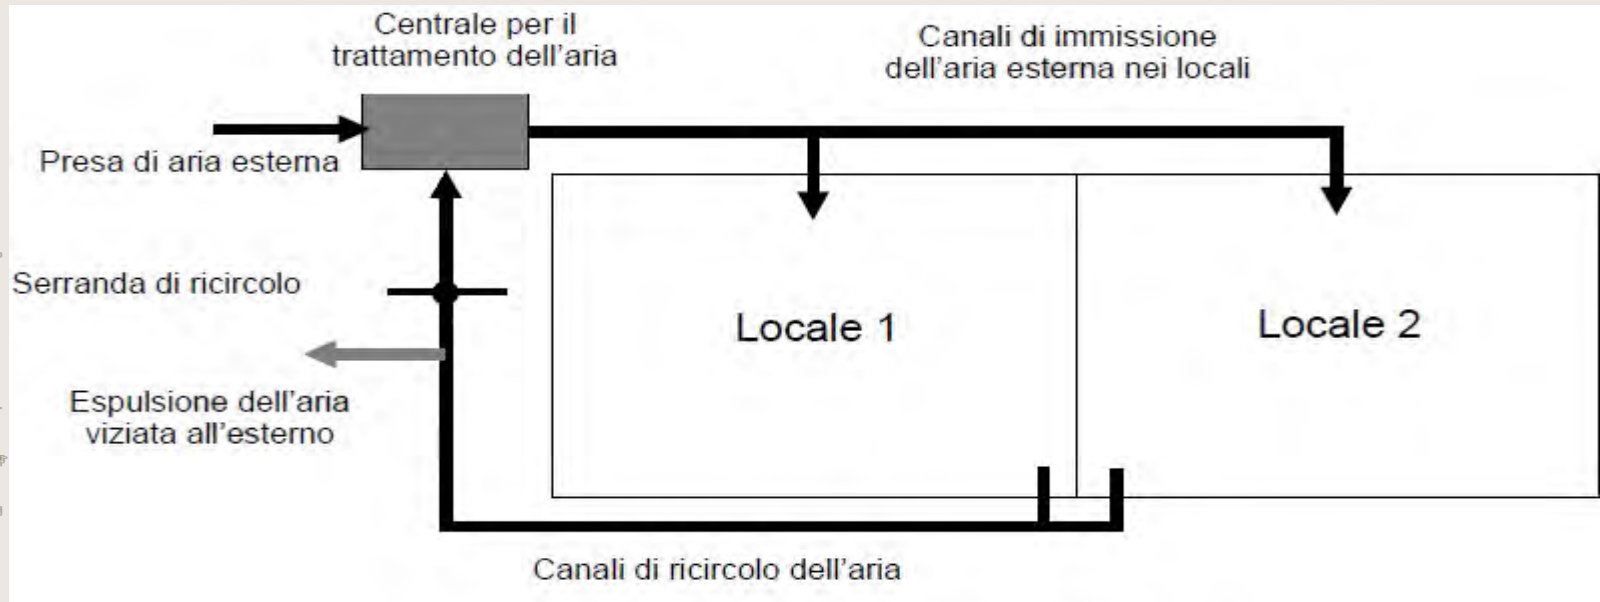 Centrale per il
trattamento dell'aria
Canali di immissione
dell'aria esterna nei locali
Presa di aria esterna
Serranda di ricircolo
Locale 1
Locale 2
Espulsione dell'aria
viziata all'esterno
Canali di ricircolo dell'aria